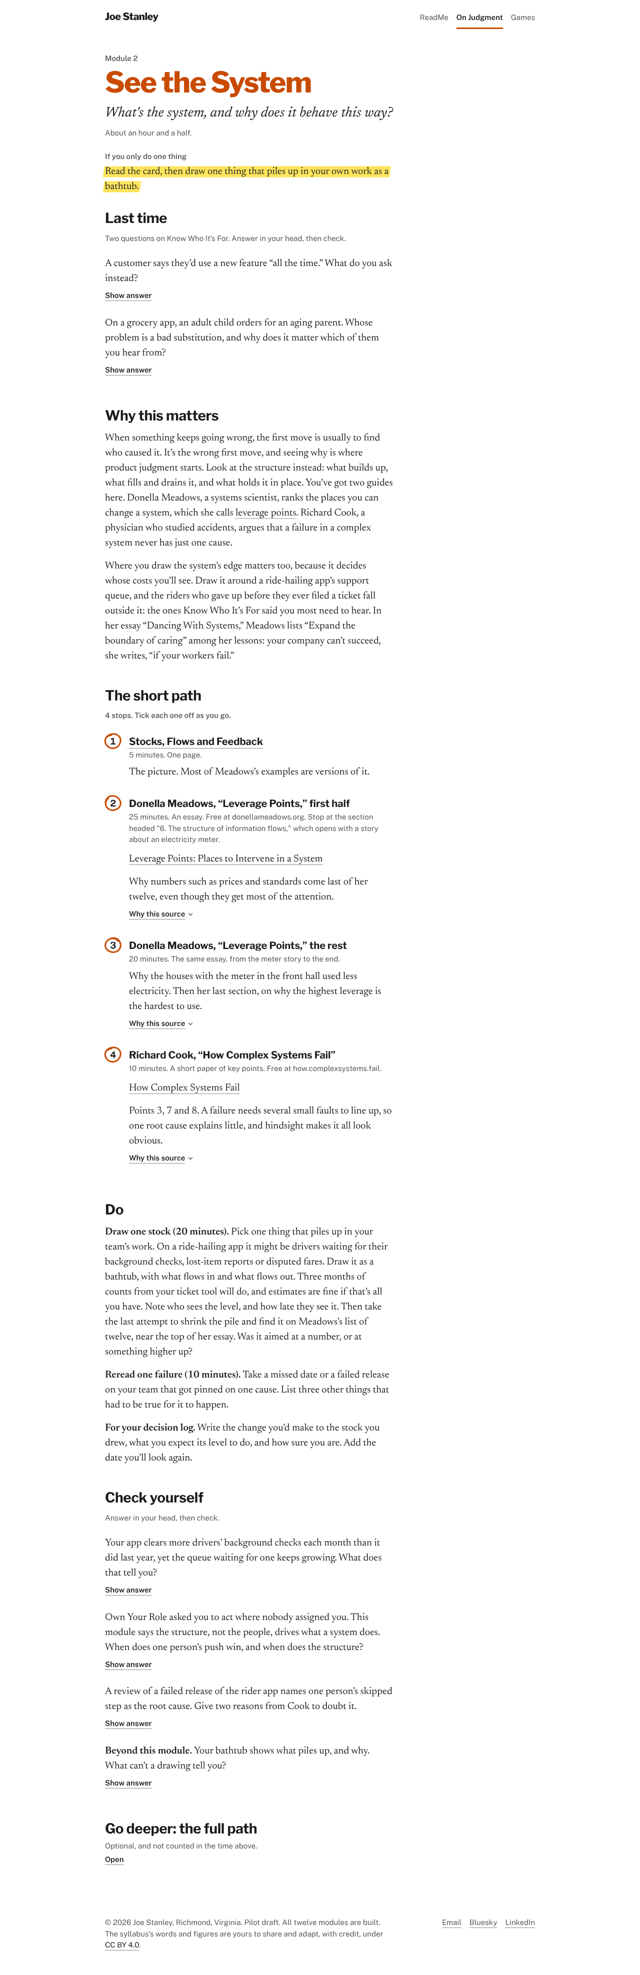 Joe Stanley
ReadMe On Judgment Games
Module 2
See the System
What's the system, and why does it behave this way?
About an hour and a half.
If you only do one thing
Read the card, then draw one thing that piles up in your own work as a
bathtub.
Last time
Two questions on Know Who It's For. Answer in your head, then check.
A customer says they'd use a new feature “all the time.” What do you ask
instead?
Show answer
On a grocery app, an adult child orders for an aging parent. Whose
problem is a bad substitution, and why does it matter which of them
you hear from?
Show answer
Why this matters
When something keeps going wrong, the first move is usually to find
who caused it. It's the wrong first move, and seeing why is where
product judgment starts. Look at the structure instead: what builds up,
what fills and drains it, and what holds it in place. You've got two guides
here. Donella Meadows, a systems scientist, ranks the places you can
change a system, which she calls leverage points. Richard Cook, a
physician who studied accidents, argues that a failure in a complex
system never has just one cause.
Where you draw the system's edge matters too, because it decides
whose costs you'll see. Draw it around a ride-hailing app's support
queue, and the riders who gave up before they ever filed a ticket fall
outside it: the ones Know Who It's For said you most need to hear. In
her essay “Dancing With Systems,” Meadows lists “Expand the
boundary of caring” among her lessons: your company can't succeed,
she writes, “if your workers fail.”
The short path
4 stops. Tick each one off as you go.
1 Stocks, Flows and Feedback
5 minutes. One page.
The picture. Most of Meadows's examples are versions of it.
2 Donella Meadows, “Leverage Points,” first half
25 minutes. An essay. Free at donellameadows.org. Stop at the section
headed “6. The structure of information flows,” which opens with a story
about an electricity meter.
Leverage Points: Places to Intervene in a System
Why numbers such as prices and standards come last of her
twelve, even though they get most of the attention.
Why this source
3 Donella Meadows, “Leverage Points,” the rest
20 minutes. The same essay, from the meter story to the end.
Why the houses with the meter in the front hall used less
electricity. Then her last section, on why the highest leverage is
the hardest to use.
Why this source
4 Richard Cook, “How Complex Systems Fail”
10 minutes. A short paper of key points. Free at how.complexsystems.fail.
How Complex Systems Fail
Points 3, 7 and 8. A failure needs several small faults to line up, so
one root cause explains little, and hindsight makes it all look
obvious.
Why this source
Do
Draw one stock (20 minutes). Pick one thing that piles up in your
team's work. On a ride-hailing app it might be drivers waiting for their
background checks, lost-item reports or disputed fares. Draw it as a
bathtub, with what flows in and what flows out. Three months of
counts from your ticket tool will do, and estimates are fine if that's all
you have. Note who sees the level, and how late they see it. Then take
the last attempt to shrink the pile and find it on Meadows's list of
twelve, near the top of her essay. Was it aimed at a number, or at
something higher up?
Reread one failure (10 minutes). Take a missed date or a failed release
on your team that got pinned on one cause. List three other things that
had to be true for it to happen.
For your decision log. Write the change you'd make to the stock you
drew, what you expect its level to do, and how sure you are. Add the
date you'll look again.
Check yourself
Answer in your head, then check.
Your app clears more drivers' background checks each month than it
did last year, yet the queue waiting for one keeps growing. What does
that tell you?
Show answer
Own Your Role asked you to act where nobody assigned you. This
module says the structure, not the people, drives what a system does.
When does one person's push win, and when does the structure?
Show answer
A review of a failed release of the rider app names one person's skipped
step as the root cause. Give two reasons from Cook to doubt it.
Show answer
Beyond this module. Your bathtub shows what piles up, and why.
What can't a drawing tell you?
Show answer
Go deeper: the full path
Optional, and not counted in the time above.
Open
© 2026 Joe Stanley, Richmond, Virginia. Pilot draft. All twelve modules are built.
The syllabus's words and figures are yours to share and adapt, with credit, under
CC BY 4.0.
Email Bluesky LinkedIn